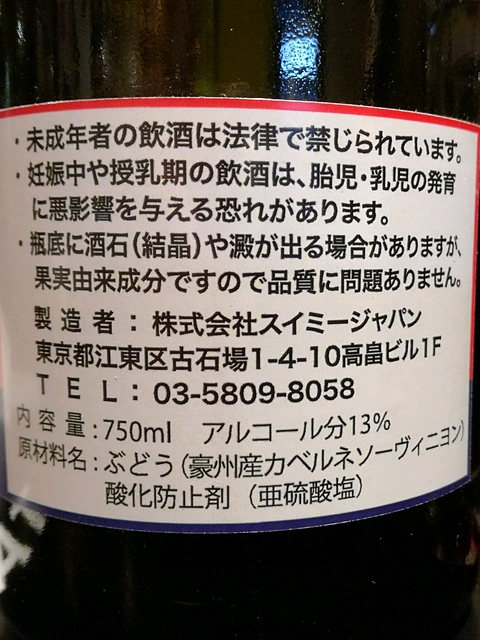 ・未成年者の飲酒は法律で禁じられています。
・妊娠中や授乳期の飲酒は、胎児・乳児の発育
に悪影響を与える恐れがあります。
・瓶底に酒石(結晶)や澱が出る場合がありますが、
果実由来成分ですので品質に問題ありません。
製造者：株式会社スイミージャパン
東京都江東区古石場1-4-10高畠ビル1F
TEL：03-5809-8058
内容量：750ml アルコール分13%
原材料名：ぶどう(豪州産カベルネソーヴィニヨン)
酸化防止剤（亜硫酸塩）